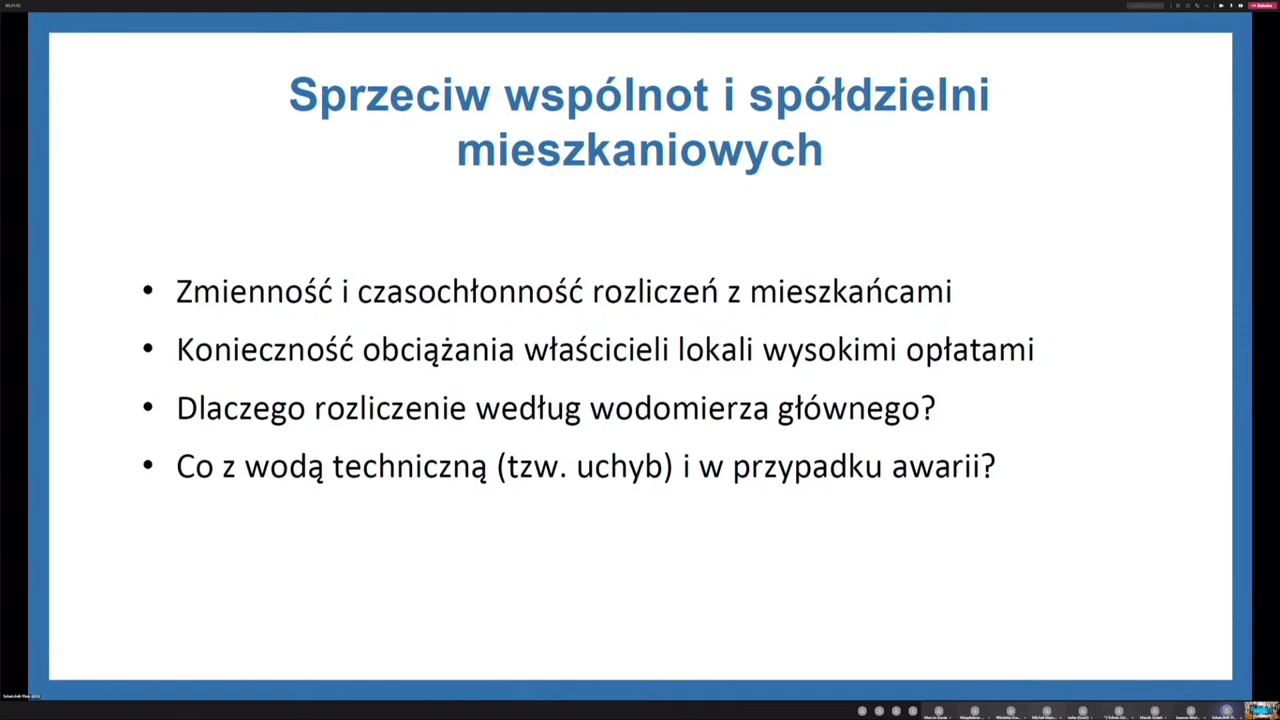 Sprzeciw wspólnot i spółdzielni
mieszkaniowych
• Zmienność i czasochłonność rozliczeń z mieszkańcami
• Konieczność obciążania właścicieli lokali wysokimi opłatami
• Dlaczego rozliczenie według wodomierza głównego?
• Co z wodą techniczną (tzw. uchyb) i w przypadku awarii?